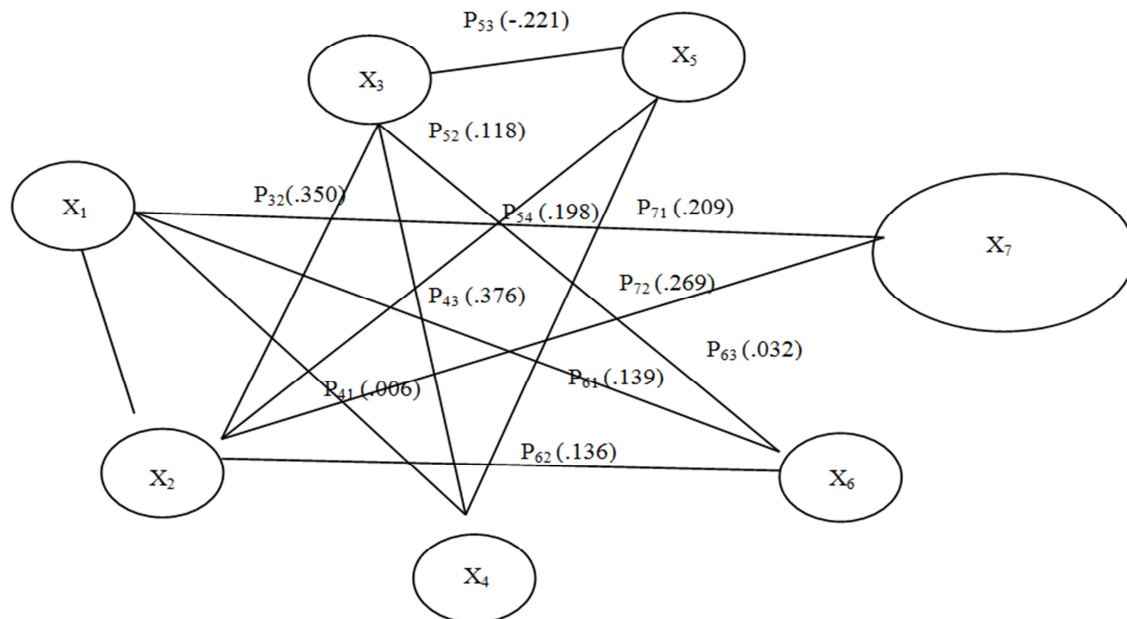 P₅₃ (-.221)
X₃
X₅
P₅₂ (.118)
X₁
P₃₂(.350)
P₅₄ (.198)
P₇₁ (.209)
X₇
P₄₃ (.376)
P₇₂ (.269)
P₆₃ (.032)
P₄₁ (.006)
P₆₁ (.139)
P₆₂ (.136)
X₂
X₆
X₄